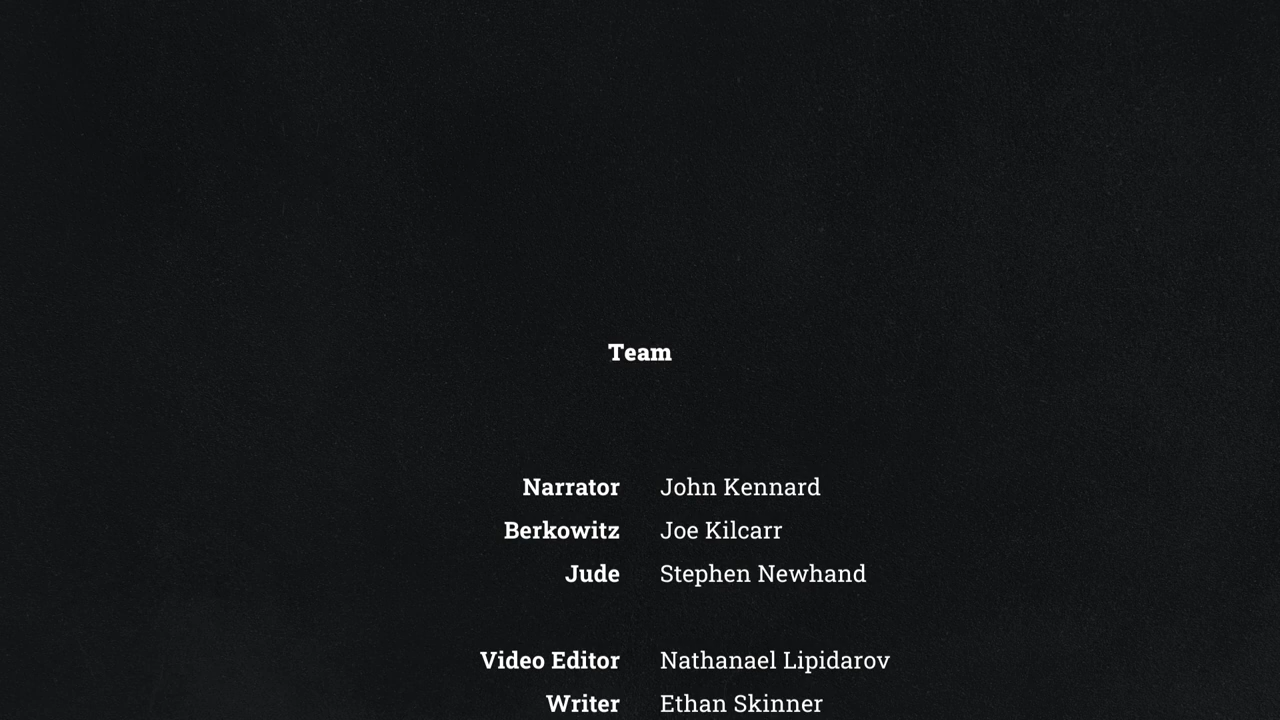 Team
Narrator John Kennard
Berkowitz Joe Kilcarr
Jude Stephen Newhand
Video Editor Nathanael Lipidarov
Writer Ethan Skinner